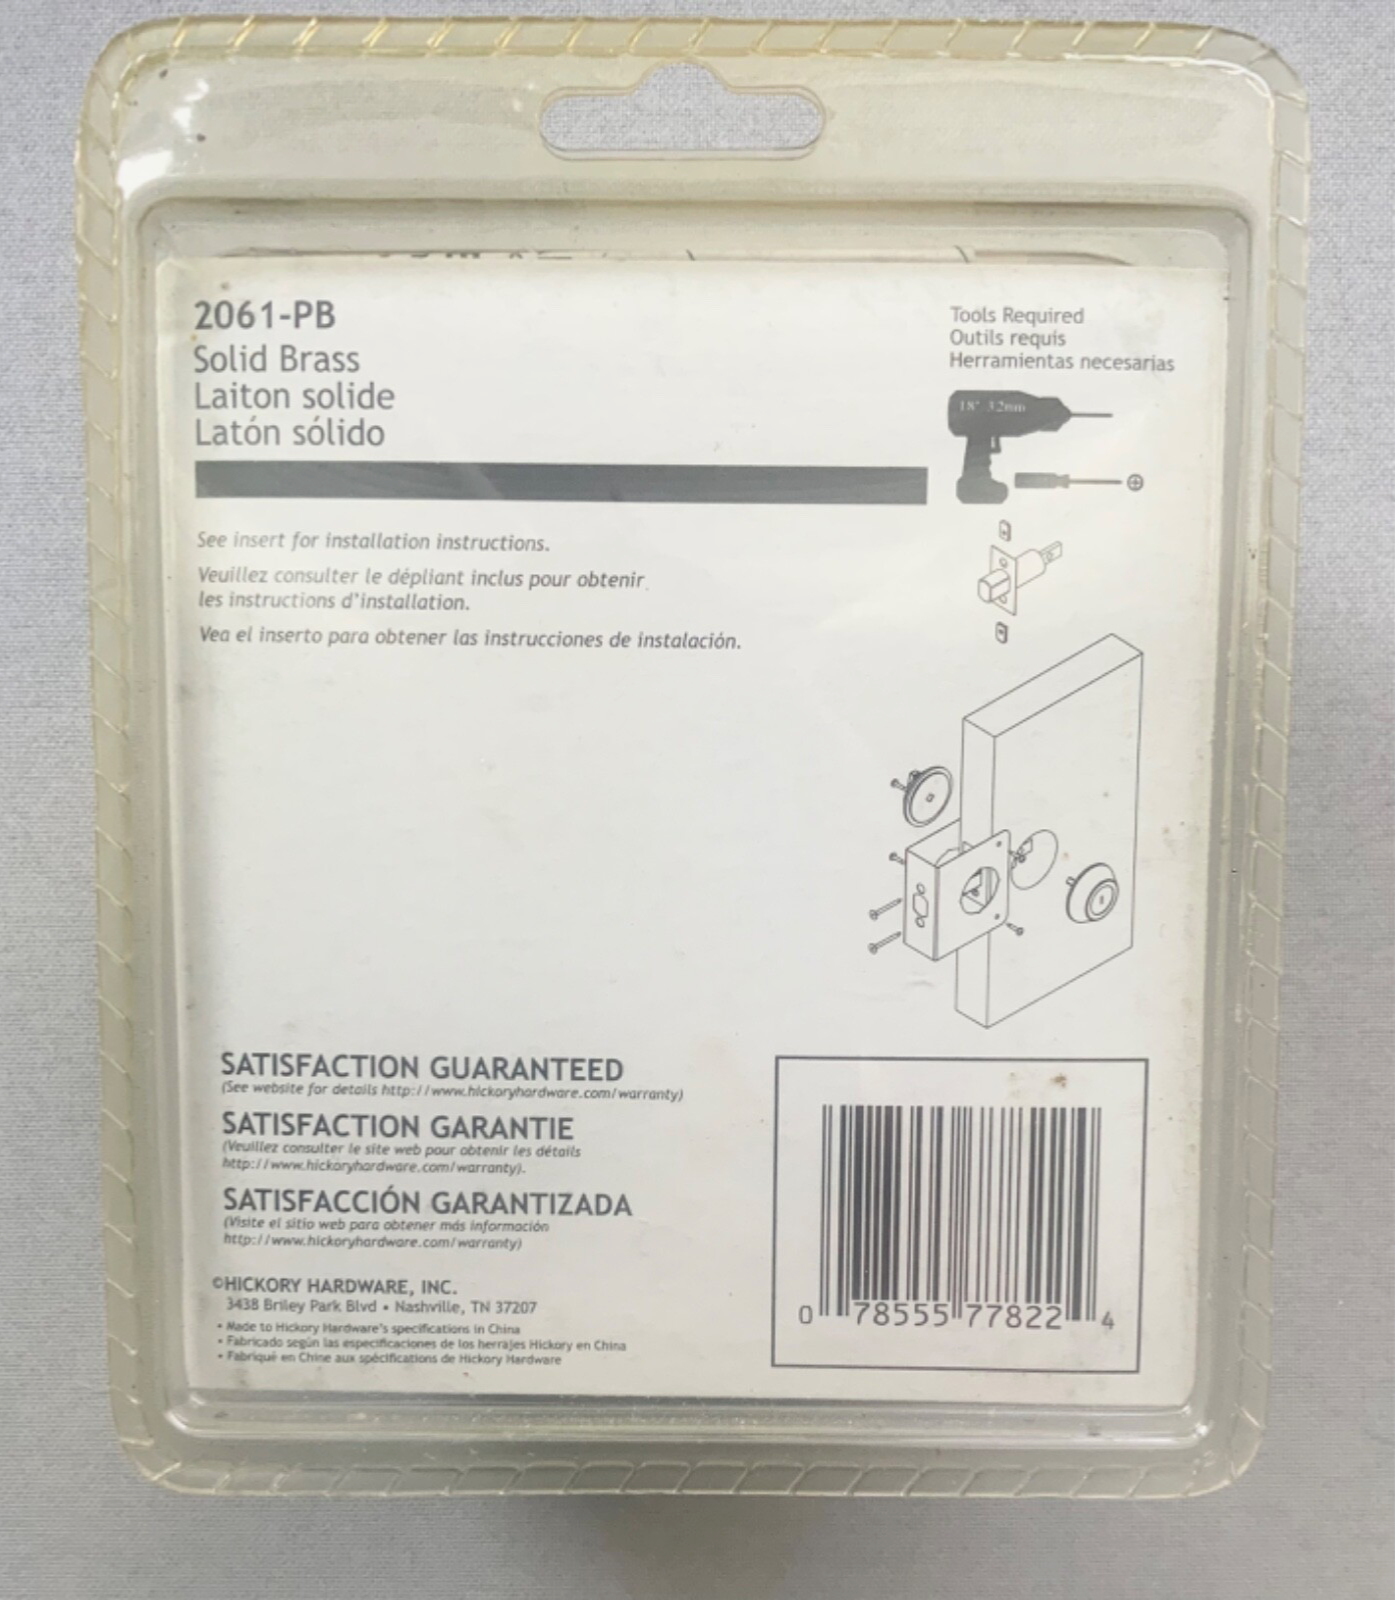 2061-PB
Solid Brass
Laiton solide
Latón sólido
Tools Required
Outils requis
Herramientas necesarias
See insert for installation instructions.
Veuillez consulter le dépliant inclus pour obtenir
les instructions d'installation.
Vea el inserto para obtener las instrucciones de instalación.
SATISFACTION GUARANTEED
(See website for details http://www.hickoryhardware.com/warranty)
SATISFACTION GARANTIE
(Veuillez consulter le site web pour obtenir les détails
http://www.hickoryhardware.com/warranty).
SATISFACCIÓN GARANTIZADA
(Visite el sitio web para obtener más información
http://www.hickoryhardware.com/warranty)
©HICKORY HARDWARE, INC.
3438 Briley Park Blvd • Nashville, TN 37207
• Made to Hickory Hardware's specifications in China
• Fabricado según las especificaciones de los herrajes Hickory en China
• Fabriqué en Chine aux spécifications de Hickory Hardware
0 78555 77822 4